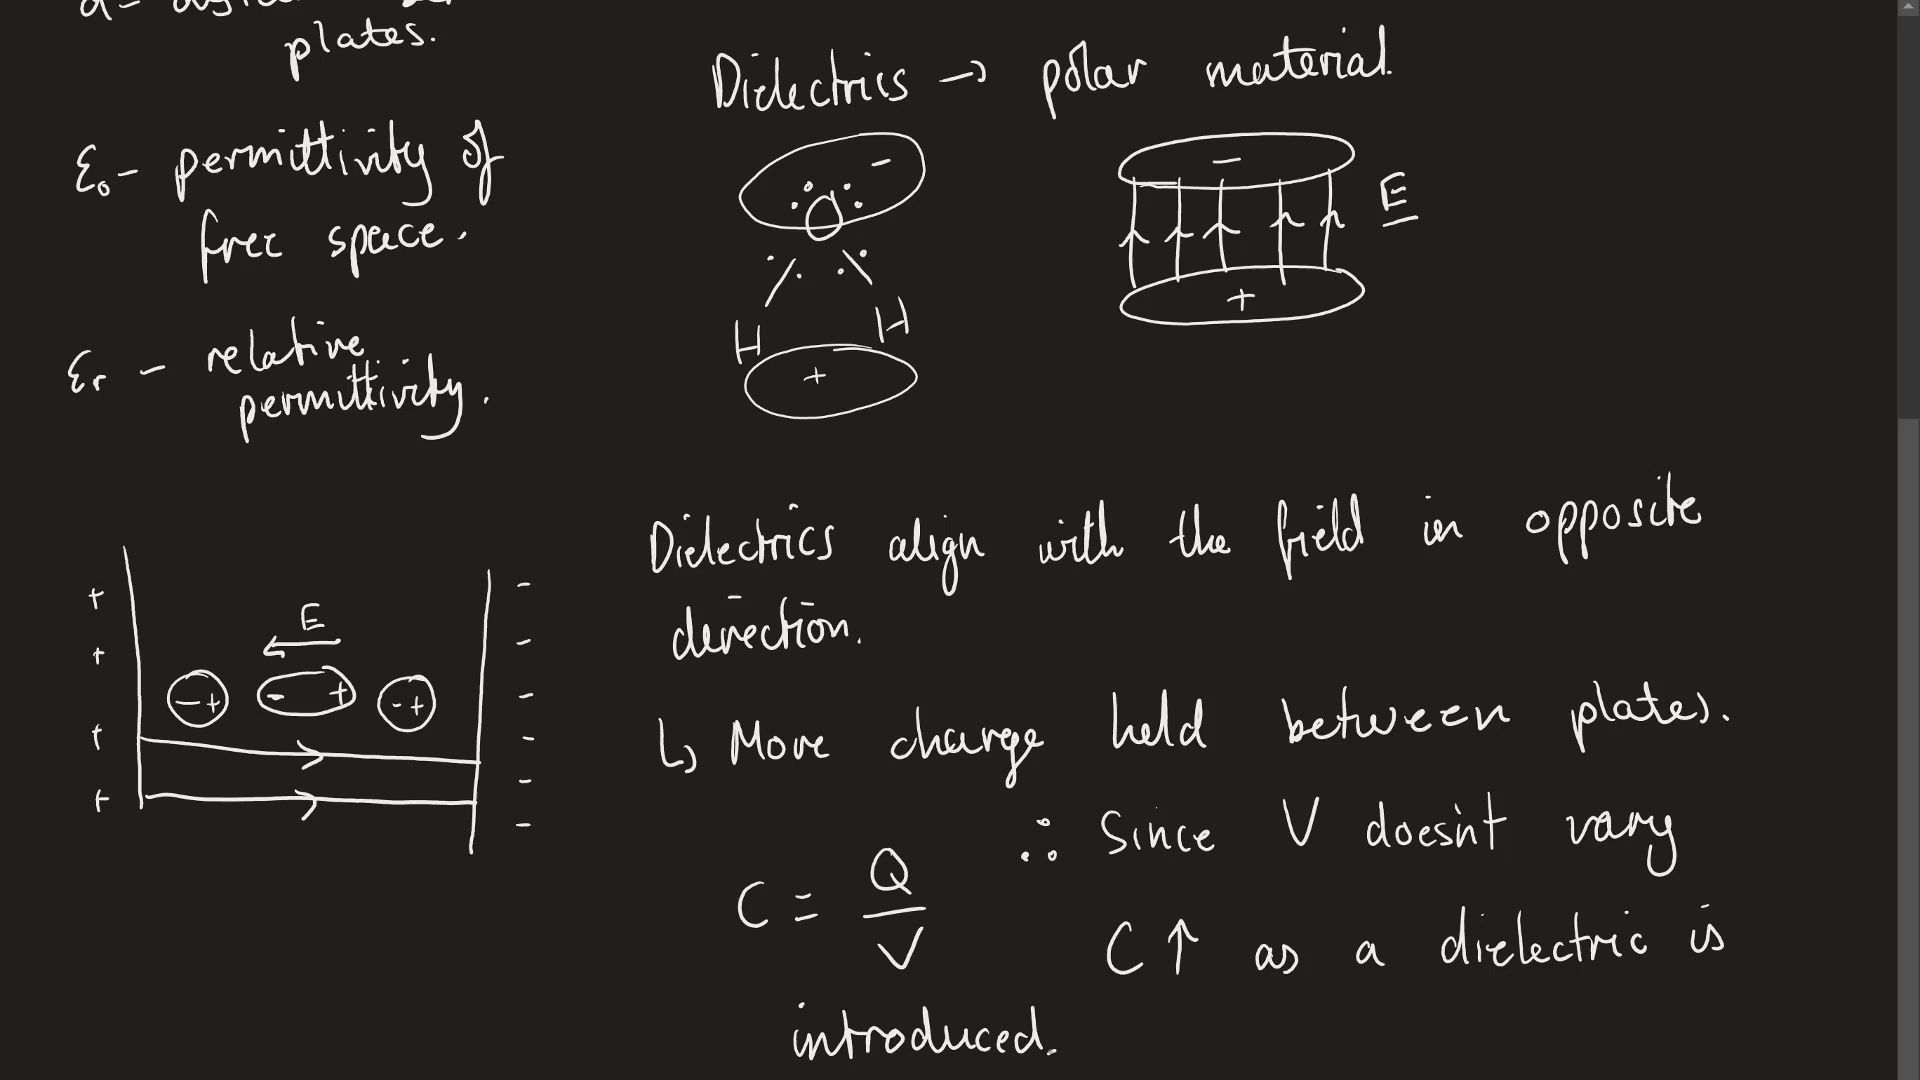 plates.
ε₀ - permittivity of
free space.
εr - relative
permittivity.
Dielectrics → polar material.
-
O
H H
+
-
E
+
+ -
E
+ -
- + - + - +
-
+ -
-
+
-
Dielectrics align with the field in opposite
direction.
↳ More charge held between plates.
C = Q
V
∴ Since V doesn't vary
C ↑ as a dielectric is
introduced.